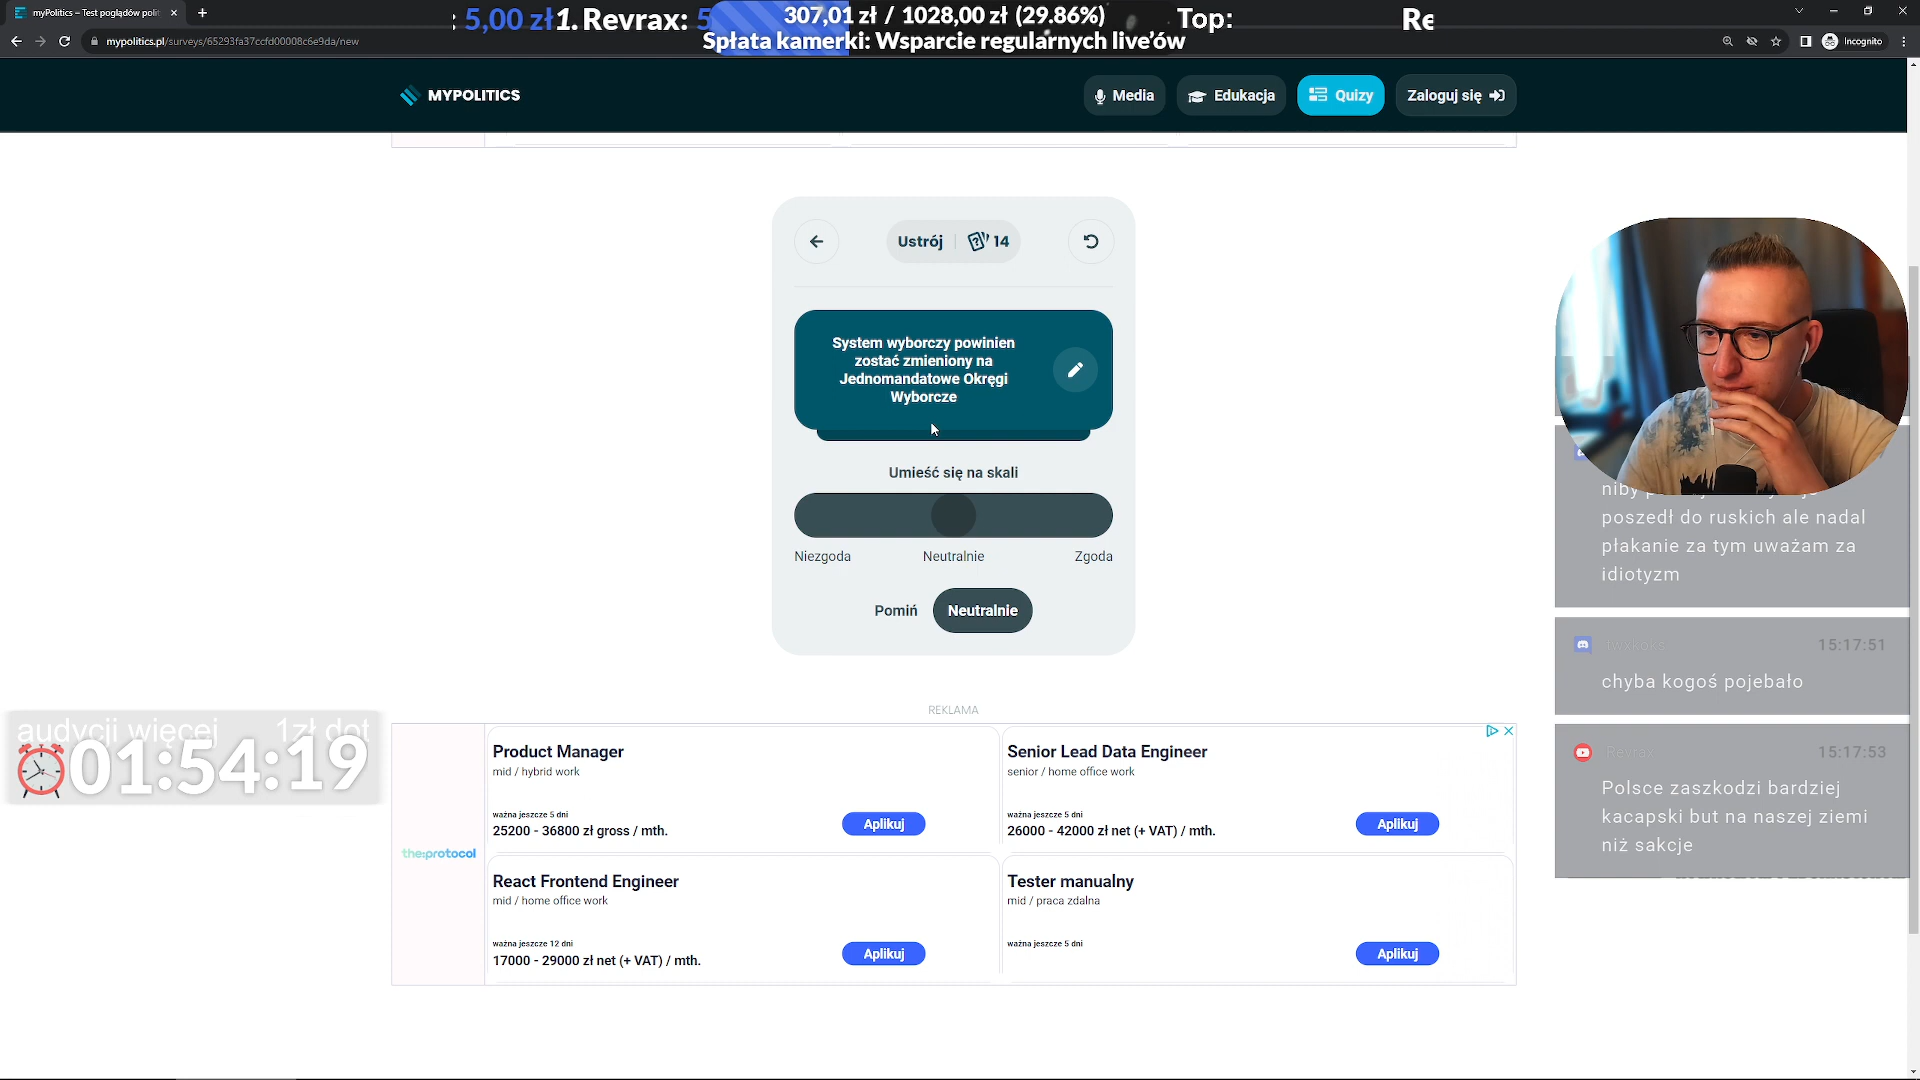 myPolitics – Test poglądów polit
mypolitics.pl/surveys/65293fa37ccfd00008c6e9da/new
Incognito
: 5,00 zł 1. Revrax: 5
307,01 zł / 1028,00 zł (29.86%)
Top:
Re
Spłata kamerki: Wsparcie regularnych live’ów
MYPOLITICS
Media
Edukacja
Quizy
Zaloguj się
Ustrój
14
System wyborczy powinien
zostać zmieniony na
Jednomandatowe Okręgi
Wyborcze
Umieść się na skali
Niezgoda
Neutralnie
Zgoda
Pomiń
Neutralnie
niby
poszedł do ruskich ale nadal
płakanie za tym uważam za
idiotyzm
15:17:51
chyba kogoś pojebało
Revrax
15:17:53
Polsce zaszkodzi bardziej
kacapski but na naszej ziemi
niż sakcje
audycji więcej
1zł dot
01:54:19
REKLAMA
the:protocol
Product Manager
mid / hybrid work
ważna jeszcze 5 dni
25200 - 36800 zł gross / mth.
Aplikuj
Senior Lead Data Engineer
senior / home office work
ważna jeszcze 5 dni
26000 - 42000 zł net (+ VAT) / mth.
Aplikuj
React Frontend Engineer
mid / home office work
ważna jeszcze 12 dni
17000 - 29000 zł net (+ VAT) / mth.
Aplikuj
Tester manualny
mid / praca zdalna
ważna jeszcze 5 dni
Aplikuj